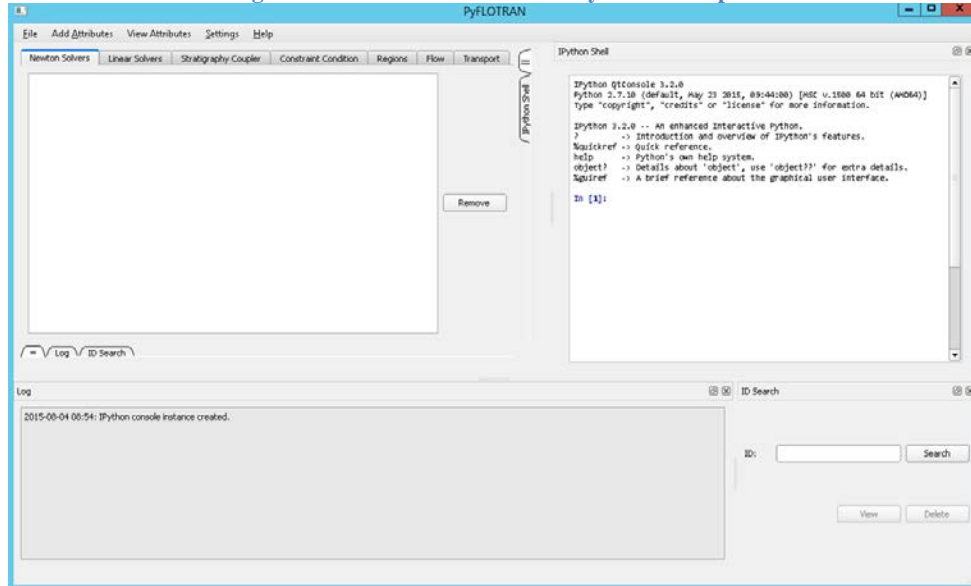 PyFLOTRAN
File Add Attributes View Attributes Settings Help
Newton Solvers Linear Solvers Stratigraphy Coupler Constraint Condition Regions Flow Transport
Remove
= Log ID Search
=
IPython Shell
IPython Shell
IPython QtConsole 3.2.0
Python 2.7.10 (default, May 23 2015, 09:44:00) [MSC v.1500 64 bit (AMD64)]
Type "copyright", "credits" or "license" for more information.
IPython 3.2.0 -- An enhanced Interactive Python.
? -> Introduction and overview of IPython's features.
%quickref -> Quick reference.
help -> Python's own help system.
object? -> Details about 'object', use 'object??' for extra details.
%guiref -> A brief reference about the graphical user interface.
In [1]:
Log
2015-08-04 08:54: IPython console instance created.
ID Search
ID: Search
View Delete